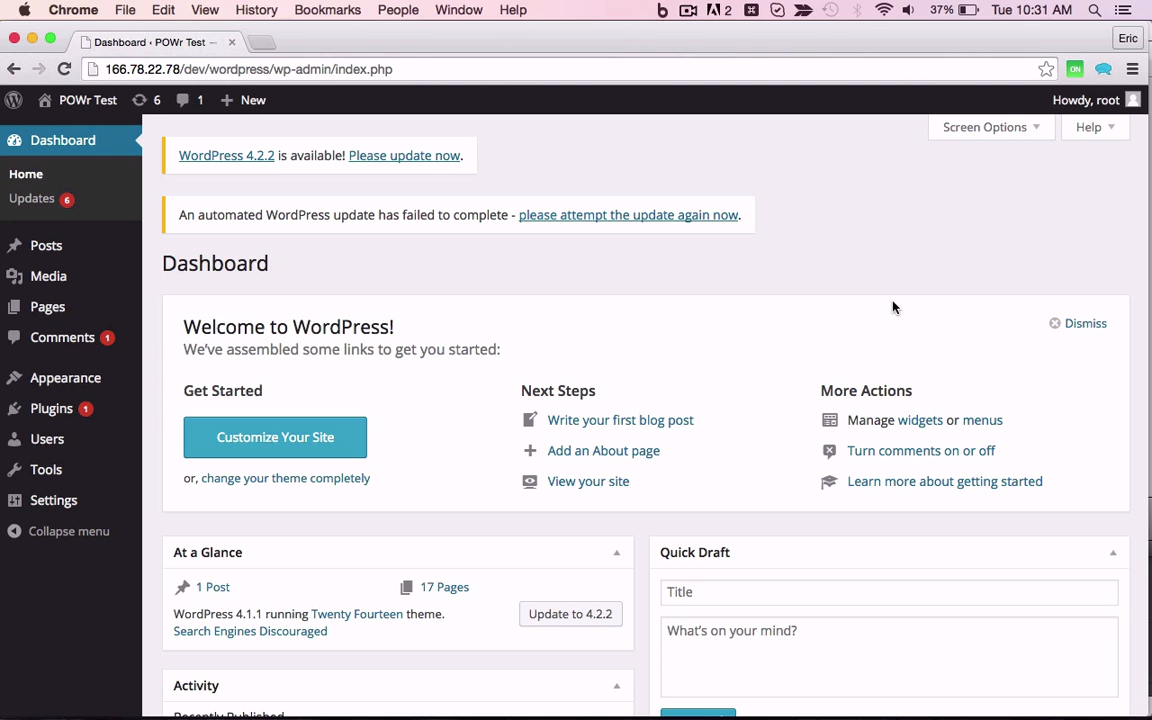 Chrome File Edit View History Bookmarks People Window Help 2 37% Tue 10:31 AM
Dashboard ‹ POWr Test — Eric
166.78.22.78/dev/wordpress/wp-admin/index.php ON
POWr Test 6 1 New Howdy, root
Screen Options Help
Dashboard
Home
Updates 6
Posts
Media
Pages
Comments 1
Appearance
Plugins 1
Users
Tools
Settings
Collapse menu
WordPress 4.2.2 is available! Please update now.
An automated WordPress update has failed to complete - please attempt the update again now.
Dashboard
Welcome to WordPress!
We've assembled some links to get you started:
Dismiss
Get Started
Customize Your Site
or, change your theme completely
Next Steps
Write your first blog post
Add an About page
View your site
More Actions
Manage widgets or menus
Turn comments on or off
Learn more about getting started
At a Glance
1 Post 17 Pages
WordPress 4.1.1 running Twenty Fourteen theme.
Update to 4.2.2
Search Engines Discouraged
Activity
Recently Published
Quick Draft
Title
What's on your mind?